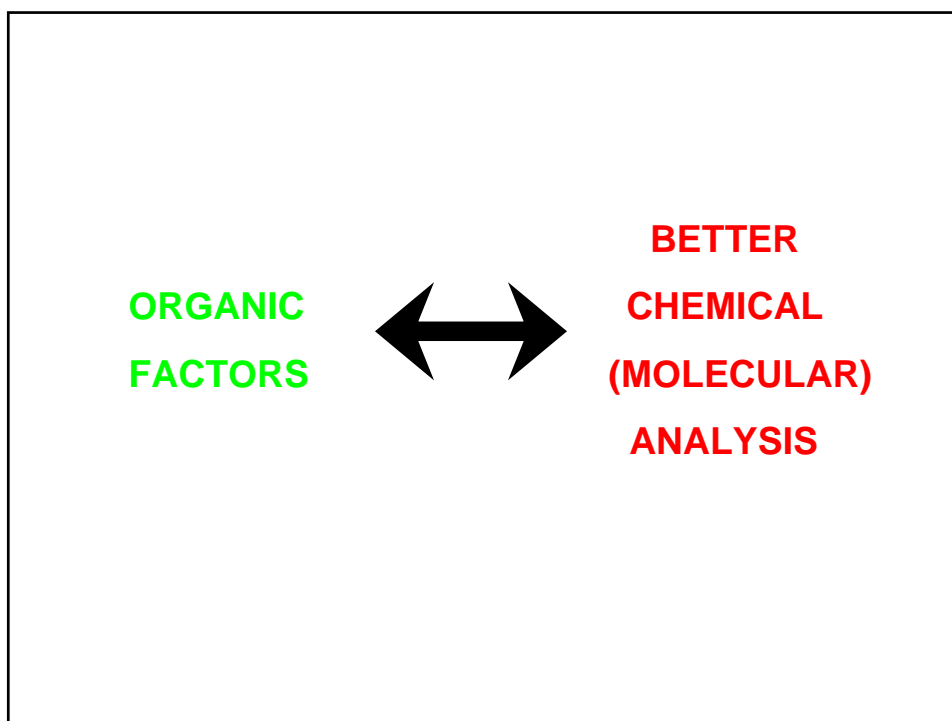 ORGANIC
FACTORS
BETTER
CHEMICAL
(MOLECULAR)
ANALYSIS